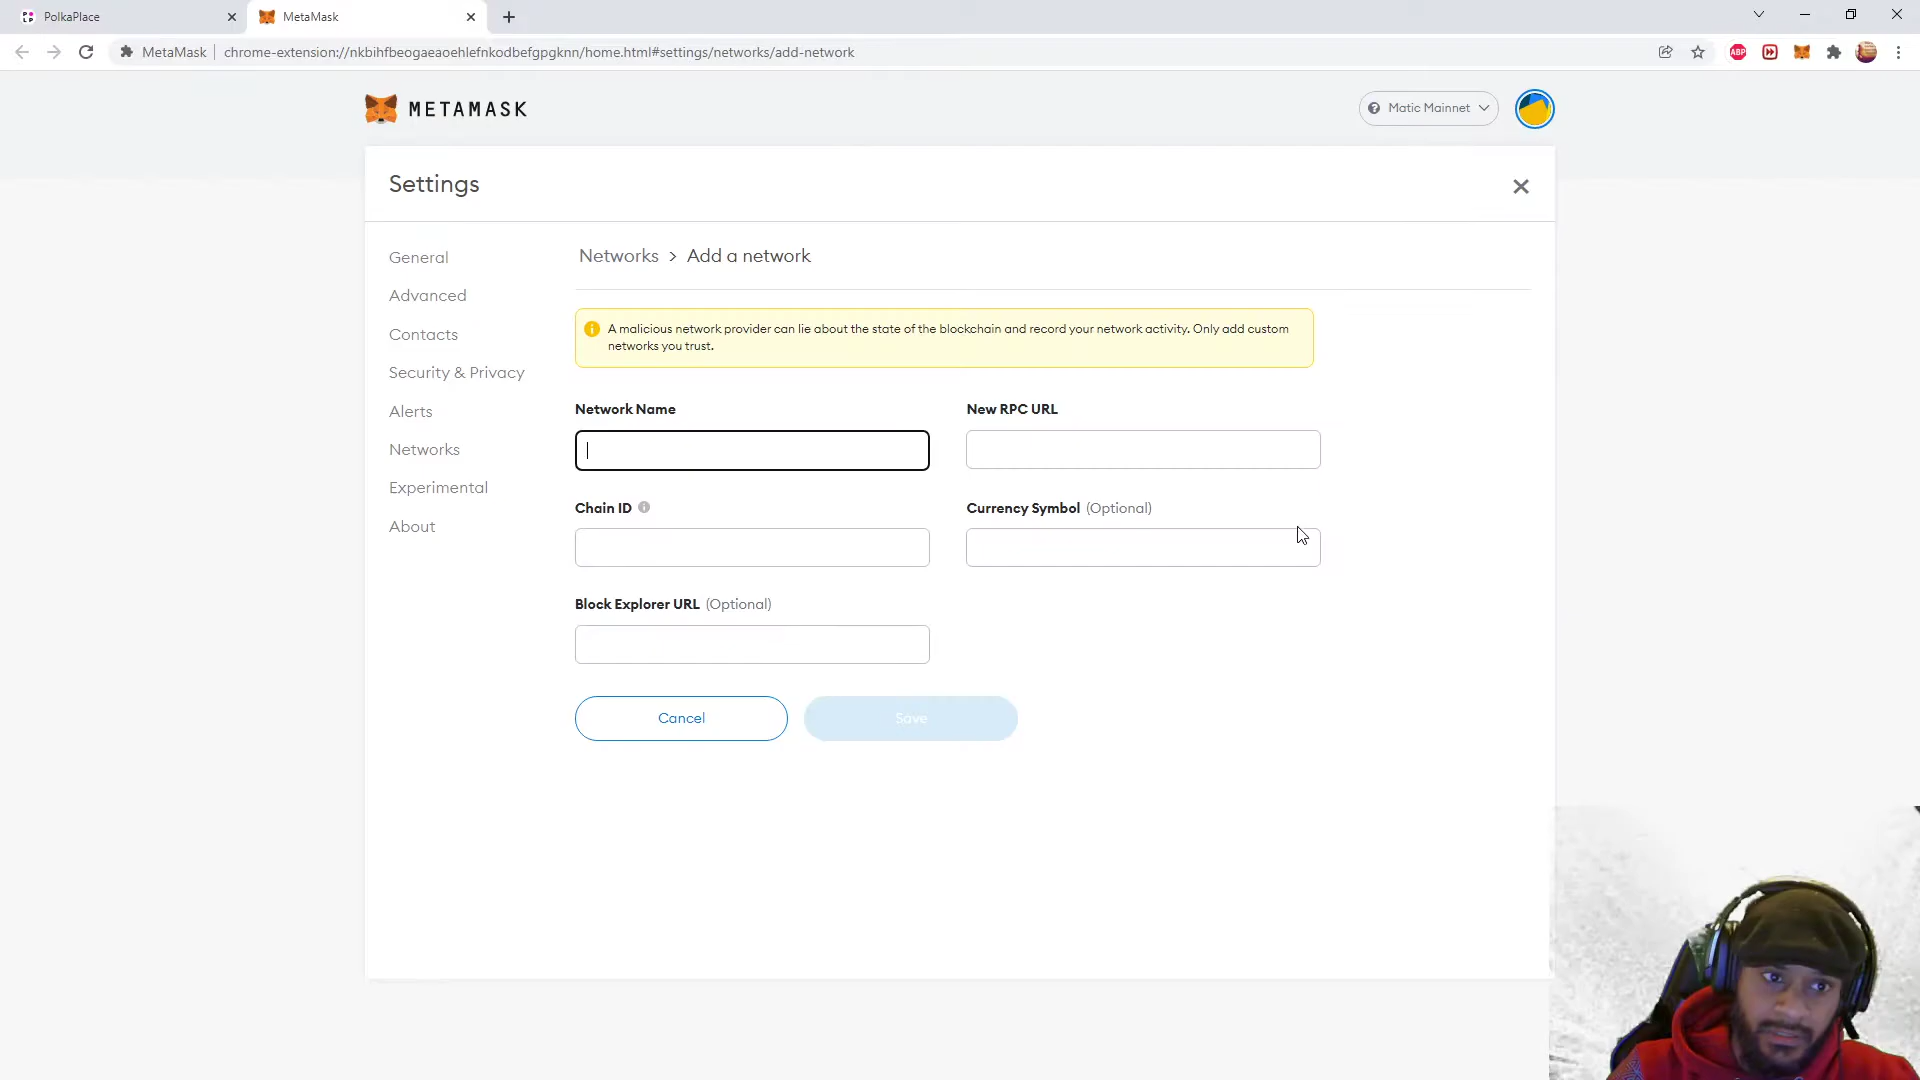 PolkaPlace
MetaMask
MetaMask
chrome-extension://nkbihfbeogaeaoehlefnkodbefgpgknn/home.html#settings/networks/add-network
ABP
METAMASK
Matic Mainnet
Settings
General
Advanced
Contacts
Security & Privacy
Alerts
Networks
Experimental
About
Networks > Add a network
A malicious network provider can lie about the state of the blockchain and record your network activity. Only add custom
networks you trust.
Network Name
New RPC URL
Chain ID
Currency Symbol (Optional)
Block Explorer URL (Optional)
Cancel
Save